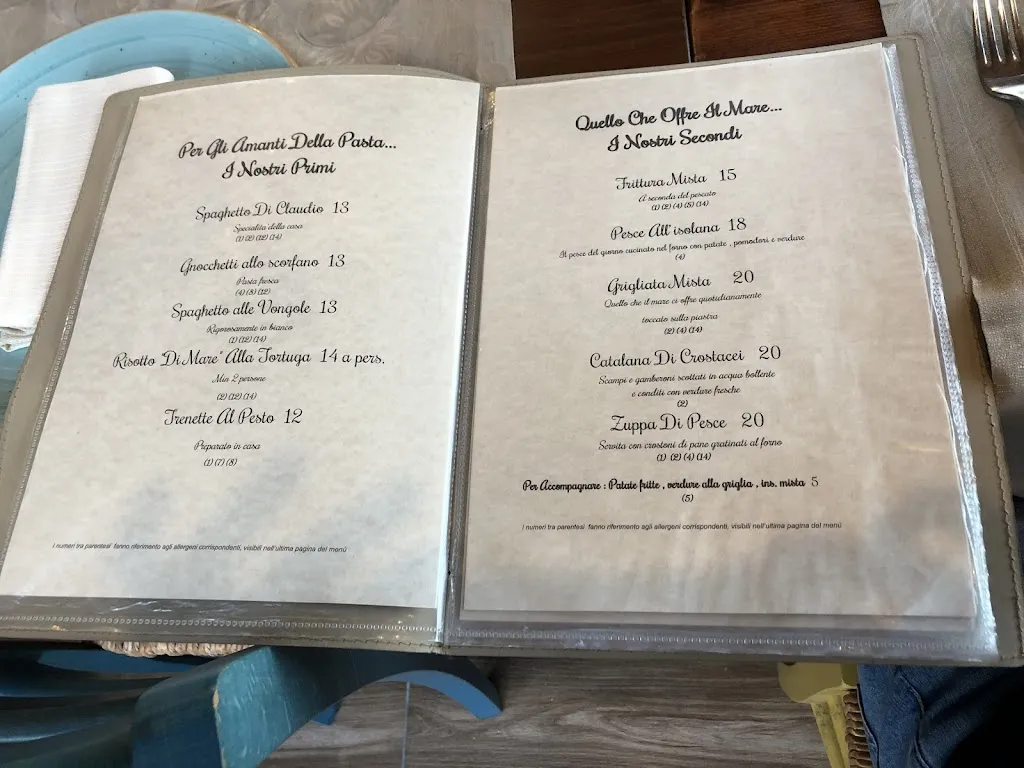 Per Gli Amanti Della Pasta...
I Nostri Primi
Spaghetto Di Claudio 13
Specialità della casa
(1) (2) (12) (14)
Gnocchetti allo scorfano 13
Pasta fresca
(4) (8) (12)
Spaghetto alle Vongole 13
Rigorosamente in bianco
(1) (12) (14)
Risotto "Di Mare" Alla Tortuga 14 a pers.
Min 2 persone
(2) (12) (14)
Trenette Al Pesto 12
Preparato in casa
(1) (7) (8)
I numeri tra parentesi fanno riferimento agli allergeni corrispondenti, visibili nell'ultima pagina del menù
Quello Che Offre Il Mare...
I Nostri Secondi
Frittura Mista 15
A seconda del pescato
(1) (2) (4) (5) (14)
Pesce All'isolana 18
Il pesce del giorno cucinato nel forno con patate , pomodori e verdure
(4)
Grigliata Mista 20
Quello che il mare ci offre quotidianamente
toccato sulla piastra
(2) (4) (14)
Catalana Di Crostacei 20
Scampi e gamberoni scottati in acqua bollente
e conditi con verdure fresche
(2)
Zuppa Di Pesce 20
Servita con crostoni di pane gratinati al forno
(1) (2) (4) (14)
Per Accompagnare : Patate fritte , verdure alla griglia , ins. mista 5
(5)
I numeri tra parentesi fanno riferimento agli allergeni corrispondenti, visibili nell'ultima pagina del menù